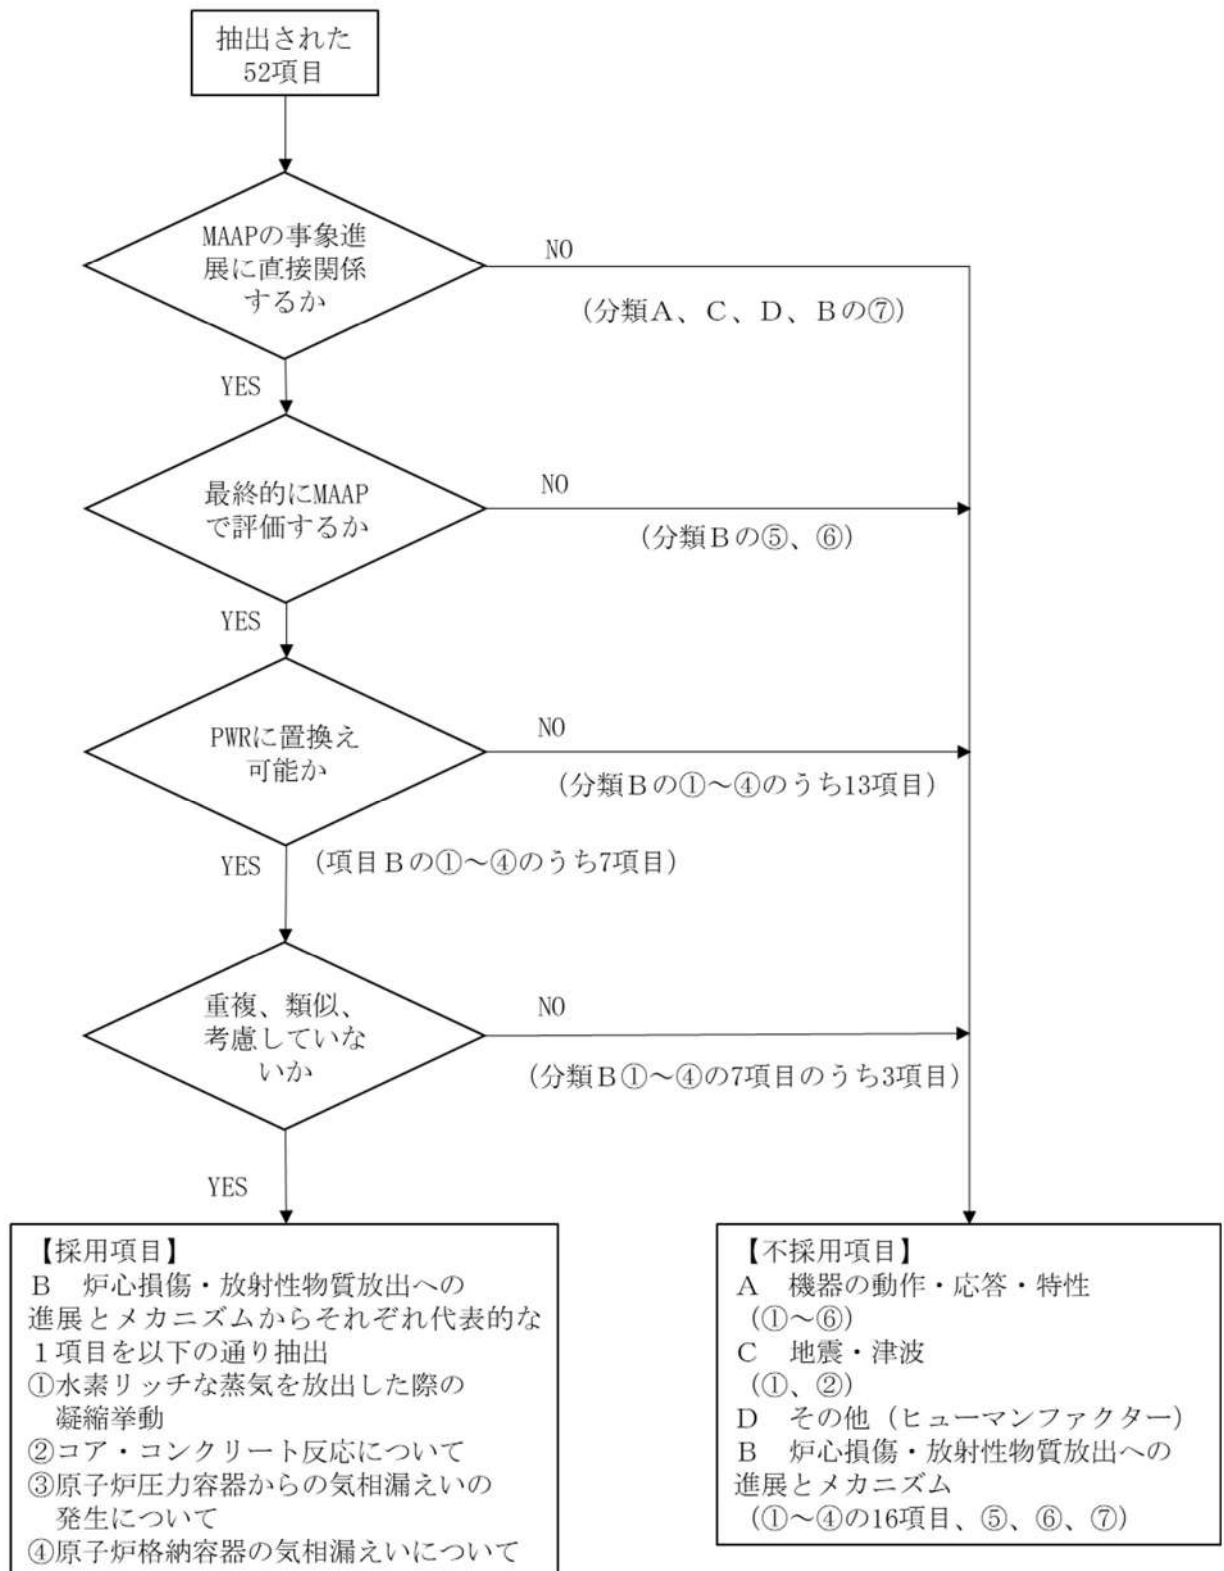 抽出された
52項目
MAAPの事象進
展に直接関係
するか
NO
(分類A、C、D、Bの⑦)
YES
最終的にMAAP
で評価するか
NO
(分類Bの⑤、⑥)
YES
PWRに置換え
可能か
NO
(分類Bの①～④のうち13項目)
YES
(項目Bの①～④のうち7項目)
重複、類似、
考慮していな
いか
NO
(分類B①～④の7項目のうち3項目)
YES
【採用項目】
B 炉心損傷・放射性物質放出への
進展とメカニズムからそれぞれ代表的な
1項目を以下の通り抽出
①水素リッチな蒸気を放出した際の
凝縮挙動
②コア・コンクリート反応について
③原子炉圧力容器からの気相漏えいの
発生について
④原子炉格納容器の気相漏えいについて
【不採用項目】
A 機器の動作・応答・特性
(①～⑥)
C 地震・津波
(①、②)
D その他（ヒューマンファクター）
B 炉心損傷・放射性物質放出への
進展とメカニズム
(①～④の16項目、⑤、⑥、⑦)